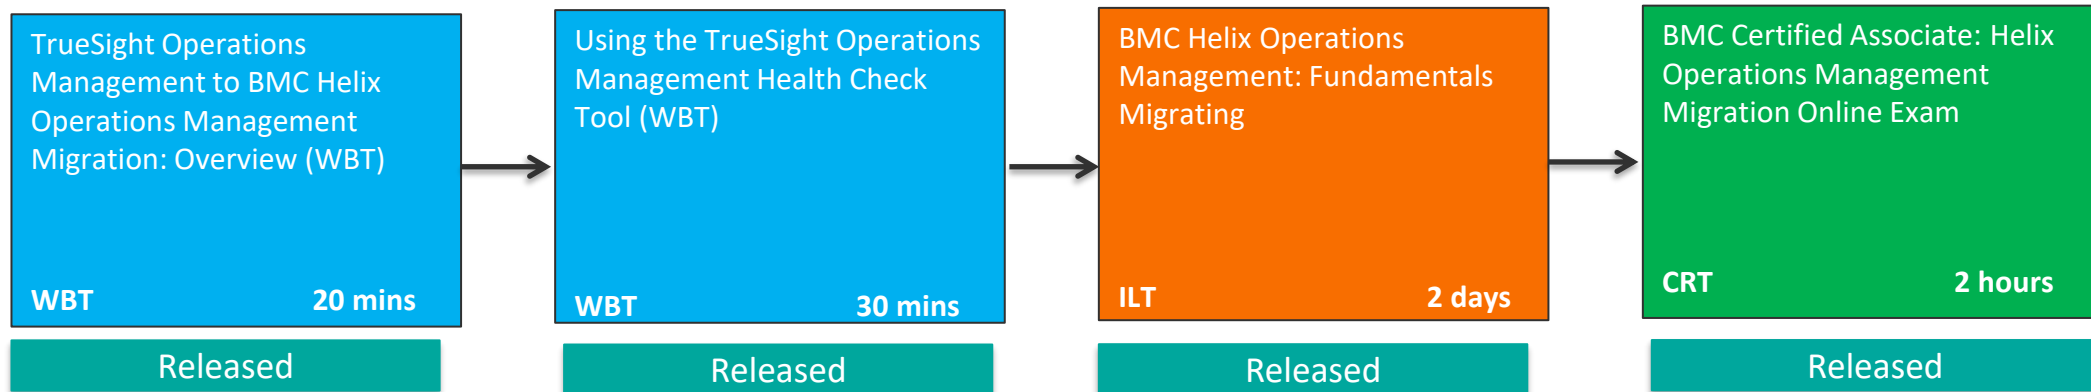 TrueSight Operations
Management to BMC Helix
Operations Management
Migration: Overview (WBT)
WBT 20 mins
Released
Using the TrueSight Operations
Management Health Check
Tool (WBT)
WBT 30 mins
Released
BMC Helix Operations
Management: Fundamentals
Migrating
ILT 2 days
Released
BMC Certified Associate: Helix
Operations Management
Migration Online Exam
CRT 2 hours
Released